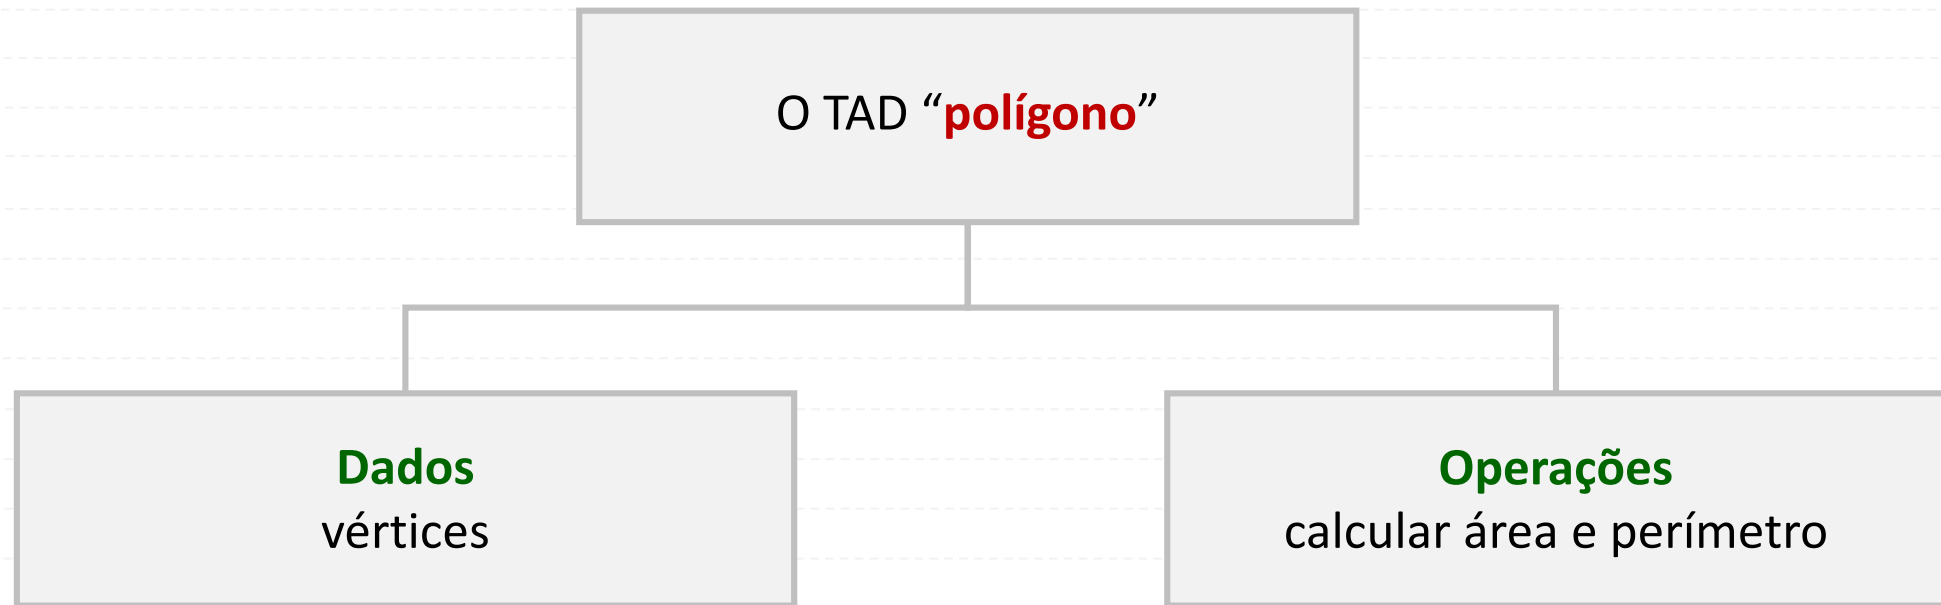 O TAD “polígono”
Dados
vértices
Operações
calcular área e perímetro